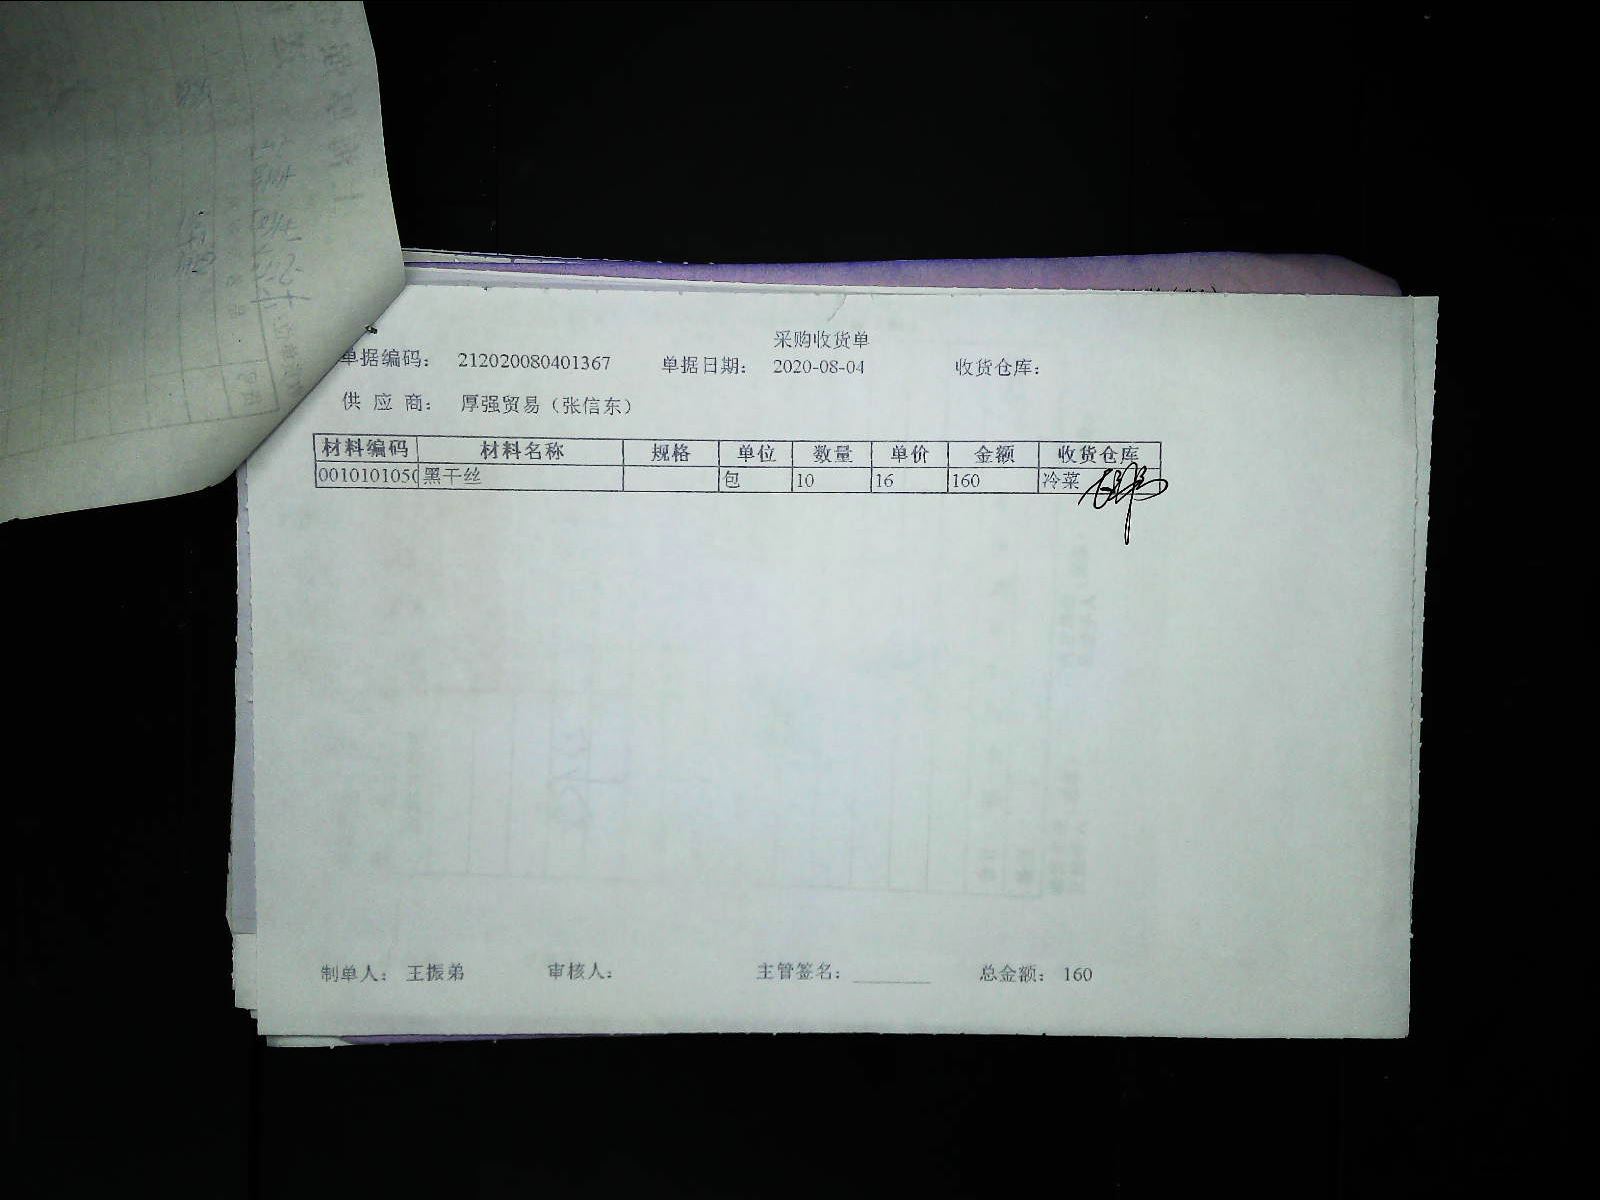 采购收货单
单据编码： 212020080401367 单据日期： 2020-08-04 收货仓库：
供 应 商： 厚强贸易（张信东）
材料编码 材料名称 规格 单位 数量 单价 金额 收货仓库
001010105 黑干丝 包 10 16 160 冷菜
制单人： 王振弟 审核人： 主管签名： 总金额： 160